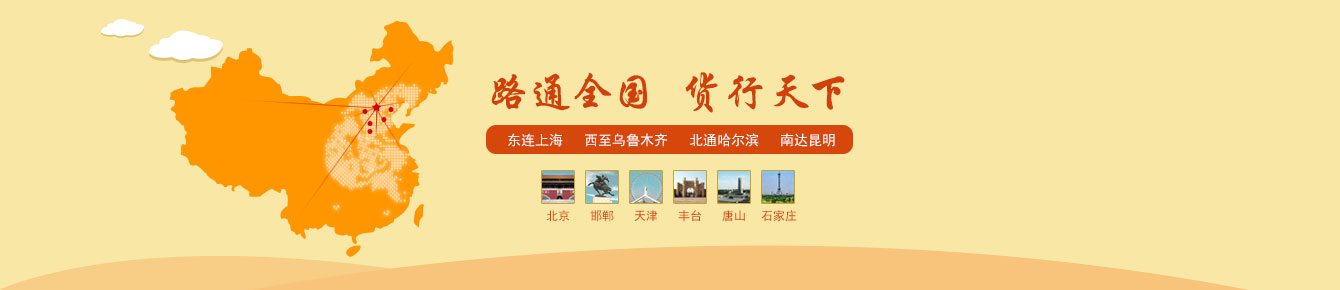 路通全国 货行天下
东连上海 西至乌鲁木齐 北通哈尔滨 南达昆明
北京 邯郸 天津 丰台 唐山 石家庄